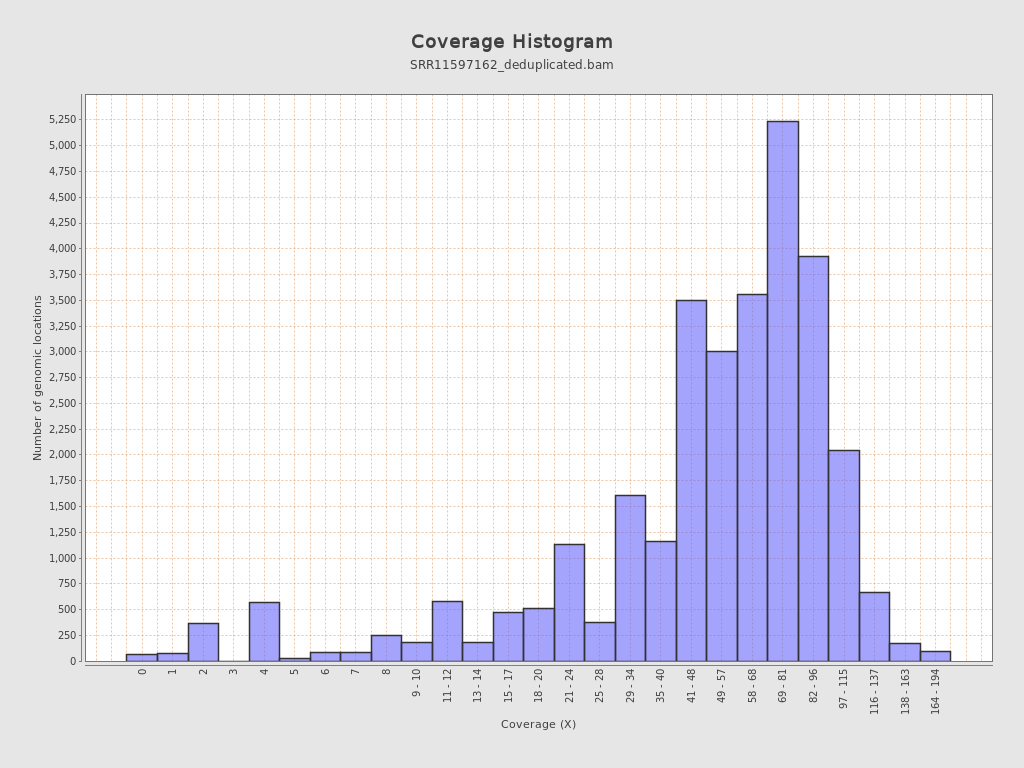 Coverage Histogram
SRR11597162_deduplicated.bam
Number of genomic locations
5,250
5,000
4,750
4,500
4,250
4,000
3,750
3,500
3,250
3,000
2,750
2,500
2,250
2,000
1,750
1,500
1,250
1,000
750
500
250
0
0
1
2
3
4
5
6
7
8
9 - 10
11 - 12
13 - 14
15 - 17
18 - 20
21 - 24
25 - 28
29 - 34
35 - 40
41 - 48
49 - 57
58 - 68
69 - 81
82 - 96
97 - 115
116 - 137
138 - 163
164 - 194
Coverage (X)